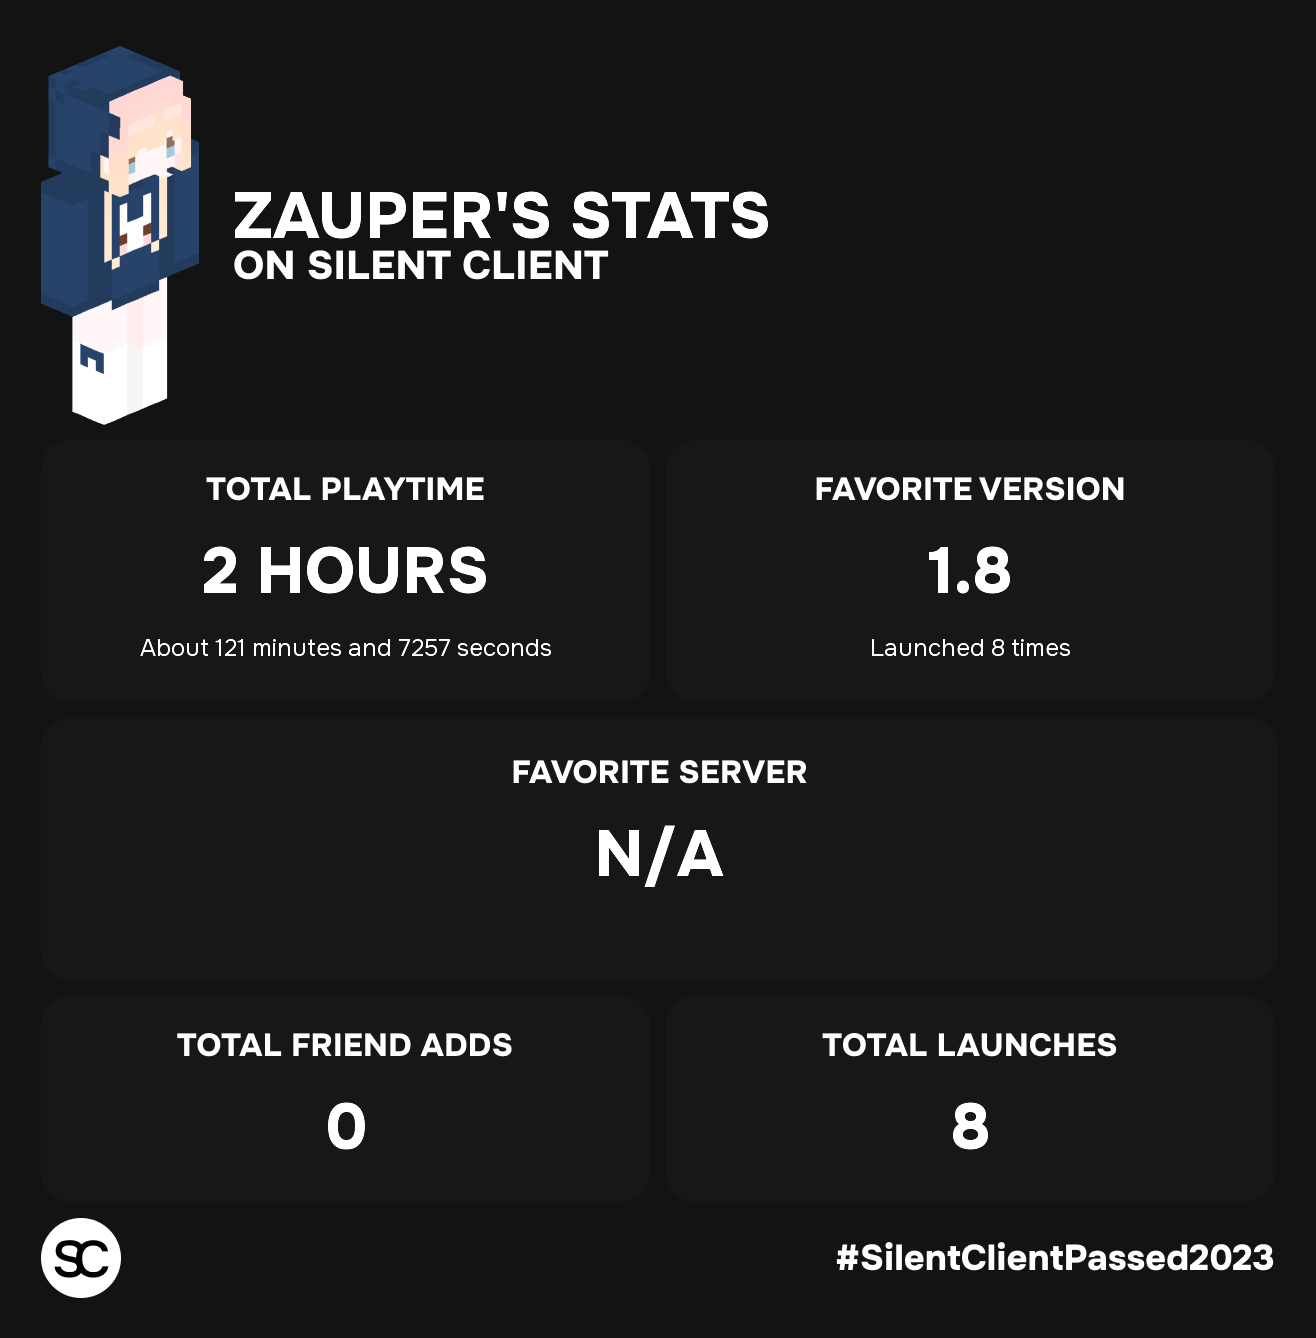 ZAUPER'S STATS
ON SILENT CLIENT
TOTAL PLAYTIME
2 HOURS
About 121 minutes and 7257 seconds
FAVORITE VERSION
1.8
Launched 8 times
FAVORITE SERVER
N/A
TOTAL FRIEND ADDS
0
TOTAL LAUNCHES
8
SC
#SilentClientPassed2023